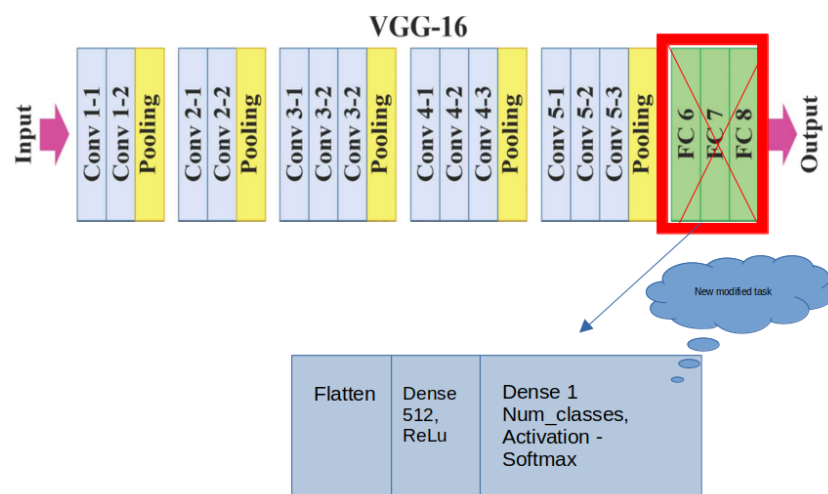 VGG-16
Input
Conv 1-1
Conv 1-2
Pooling
Conv 2-1
Conv 2-2
Pooling
Conv 3-1
Conv 3-2
Conv 3-2
Pooling
Conv 4-1
Conv 4-2
Conv 4-3
Pooling
Conv 5-1
Conv 5-2
Conv 5-3
Pooling
FC 6
FC 7
FC 8
Output
New modified task
Flatten
Dense
512,
ReLu
Dense 1
Num_classes,
Activation -
Softmax